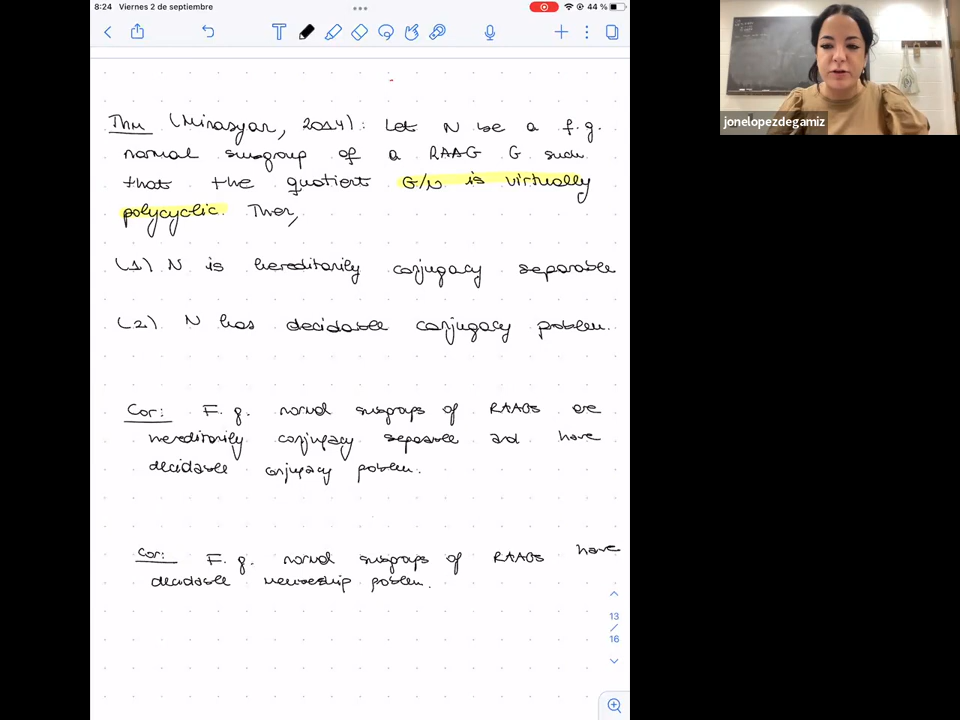 8:24 Viernes 2 de septiembre
44 %
T
jonelopezdegamiz
Thm (Minasyan, 2014): Let N be a f.g.
normal subgroup of a RAAG G such
that the quotient G/N is virtually
polycyclic. Then,
(1) N is hereditarily conjugacy separable
(2) N has decidable conjugacy problem.
Cor: F.g. normal subgroups of RAAGs are
hereditarily conjugacy separable and have
decidable conjugacy problem.
Cor: F.g. normal subgroups of RAAGs have
decidable membership problem.
13
/
16